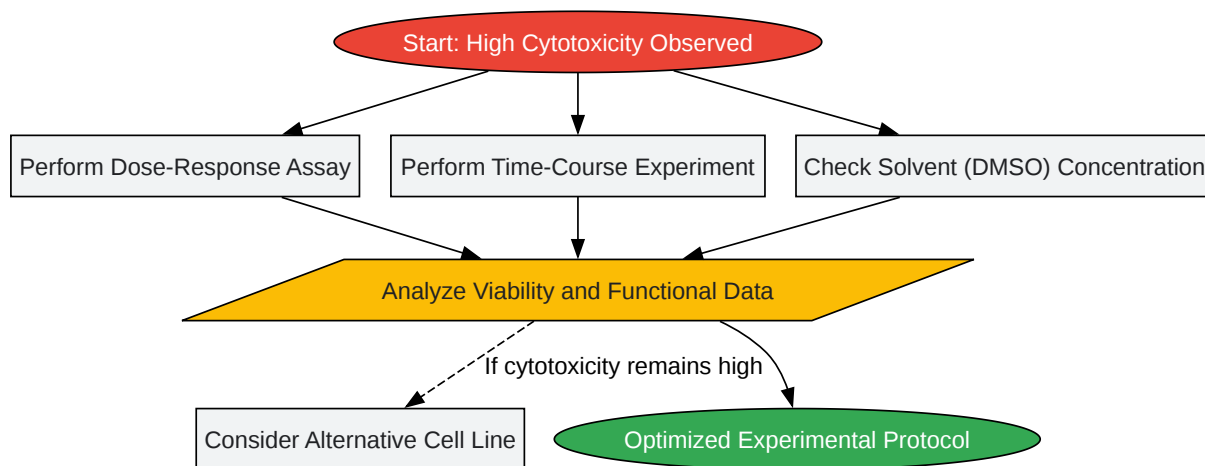 Start: High Cytotoxicity Observed
Perform Dose-Response Assay
Perform Time-Course Experiment
Check Solvent (DMSO) Concentration
Analyze Viability and Functional Data
If cytotoxicity remains high
Consider Alternative Cell Line
Optimized Experimental Protocol